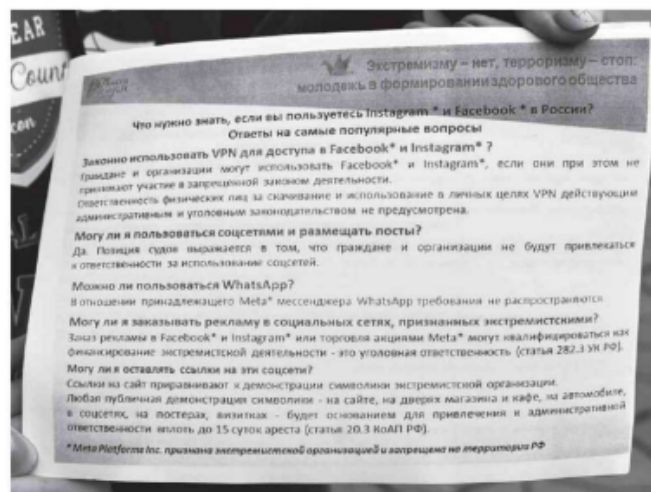 EAR
Count
con
Экстремизму – нет, терроризму – стоп:
молодежь в формировании здорового общества
Что нужно знать, если вы пользуетесь Instagram * и Facebook * в России?
Ответы на самые популярные вопросы
Законно использовать VPN для доступа в Facebook* и Instagram* ?
Граждане и организации могут использовать Facebook* и Instagram*, если они при этом не
принимают участие в запрещенной законом деятельности.
Ответственность физических лиц за скачивание и использование в личных целях VPN действующим
административным и уголовным законодательством не предусмотрена.
Могу ли я пользоваться соцсетями и размещать посты?
Да. Позиция судов выражается в том, что граждане и организации не будут привлекаться
к ответственности за использование соцсетей.
Можно ли пользоваться WhatsApp?
В отношении принадлежащего Meta* мессенджера WhatsApp требования не распространяются
Могу ли я заказывать рекламу в социальных сетях, признанных экстремистскими?
Заказ рекламы в Facebook* и Instagram* или торговля акциями Meta* могут квалифицироваться как
финансирование экстремистской деятельности - это уголовная ответственность (статья 282.3 УК РФ).
Могу ли я оставлять ссылки на эти соцсети?
Ссылки на сайт приравнивают к демонстрации символики экстремистской организации.
Любая публичная демонстрация символики - на сайте, на дверях магазина и кафе, на автомобиле,
в соцсетях, на постерах, визитках - будет основанием для привлечения к административной
ответственности вплоть до 15 суток ареста (статья 20.3 КоАП РФ).
* Meta Platforms Inc. признана экстремистской организацией и запрещена на территории РФ